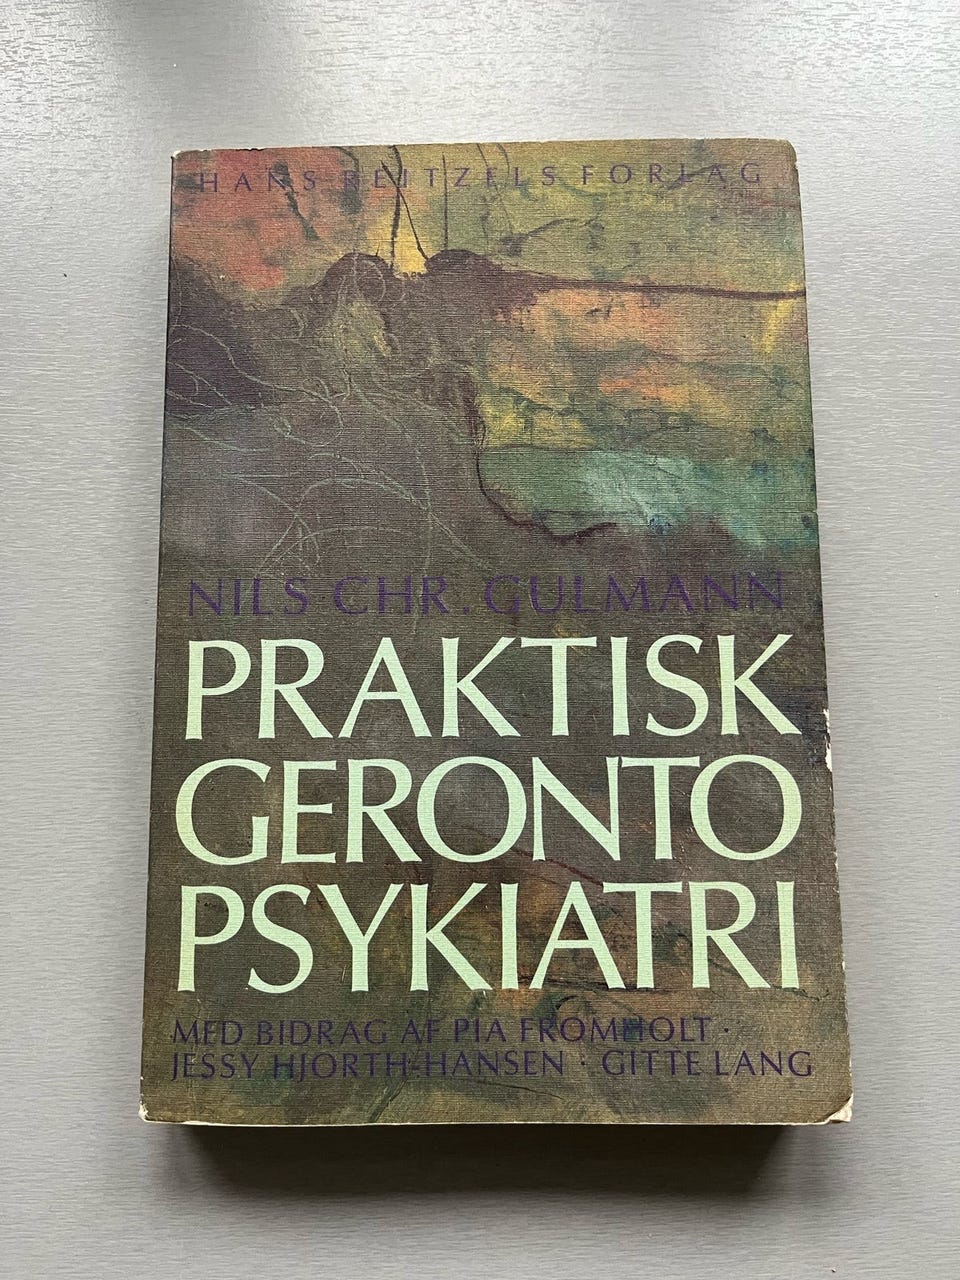 HANS REITZELS FORLAG
NILS CHR. GULMANN
PRAKTISK
GERONTO
PSYKIATRI
MED BIDRAG AF PIA FROMHOLT ·
JESSY HJORTH-HANSEN · GITTE LANG